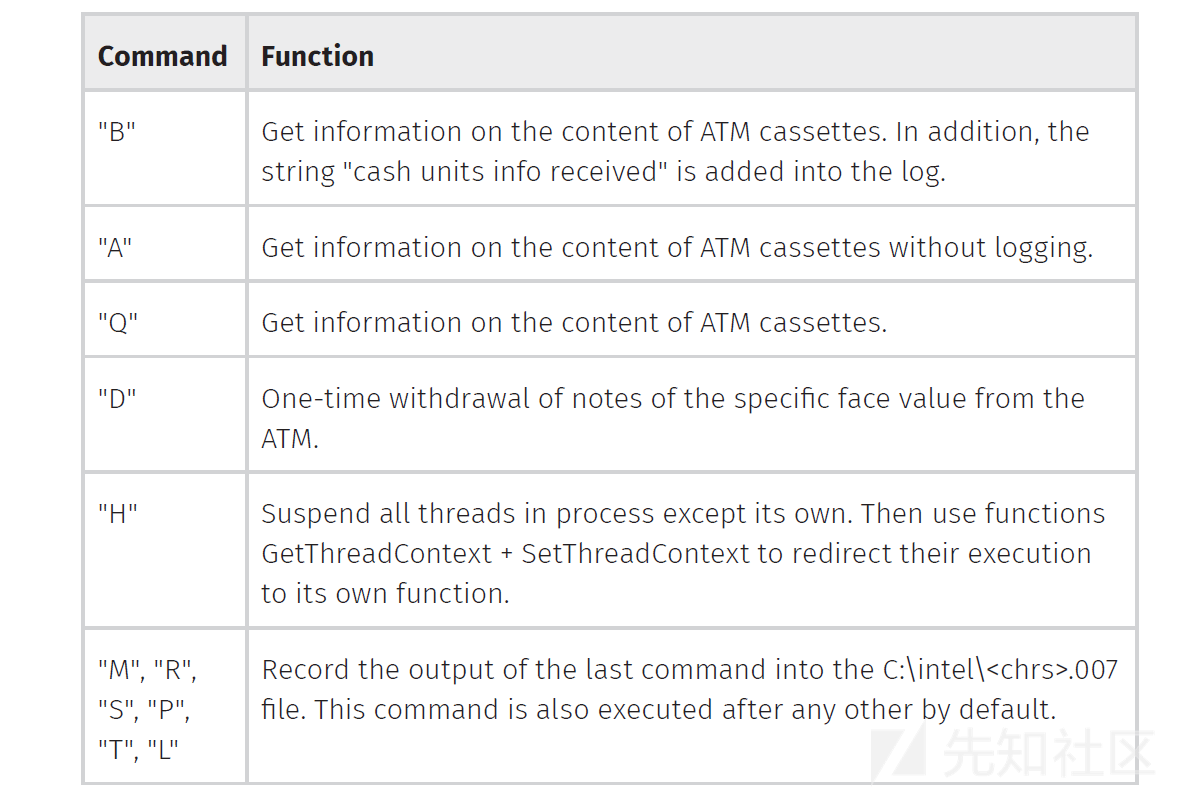 Command Function
"B" Get information on the content of ATM cassettes. In addition, the
string "cash units info received" is added into the log.
"A" Get information on the content of ATM cassettes without logging.
"Q" Get information on the content of ATM cassettes.
"D" One-time withdrawal of notes of the specific face value from the
ATM.
"H" Suspend all threads in process except its own. Then use functions
GetThreadContext + SetThreadContext to redirect their execution
to its own function.
"M", "R", Record the output of the last command into the C:\intel\<chrs>.007
"S", "P", file. This command is also executed after any other by default.
"T", "L"
先知社区